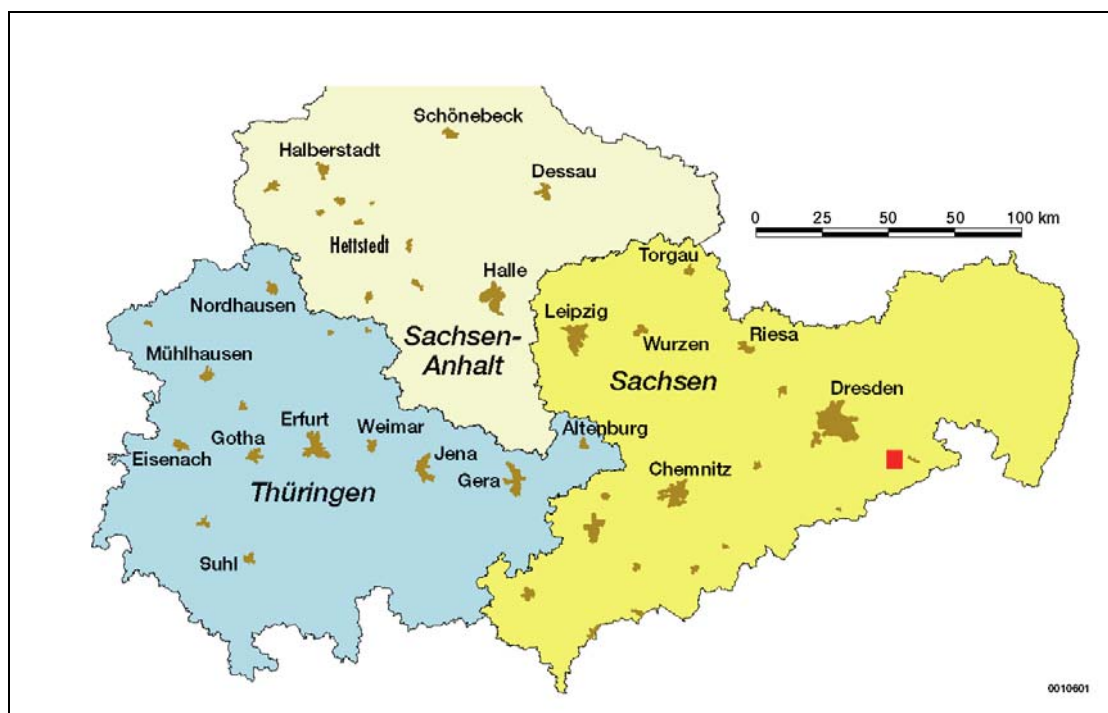 Schönebeck
Halberstadt
Dessau
0 25 50 50 100 km
Hettstedt
Torgau
Halle
Nordhausen
Leipzig
Wurzen
Riesa
Sachsen-
Anhalt
Mühlhausen
Sachsen
Dresden
Erfurt
Weimar
Altenburg
Gotha
Eisenach
Jena
Chemnitz
Gera
Thüringen
Suhl
0010601